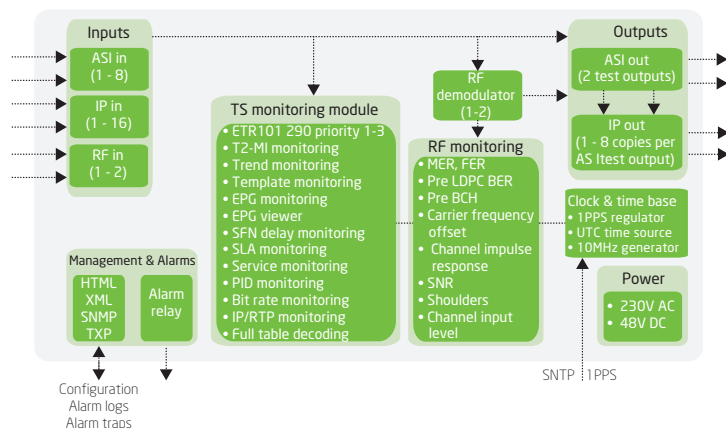 Inputs
ASI in
(1 - 8)
IP in
(1 - 16)
RF in
(1 - 2)
TS monitoring module
• ETR101 290 priority 1-3
• T2-MI monitoring
• Trend monitoring
• Template monitoring
• EPG monitoring
• EPG viewer
• SFN delay monitoring
• SLA monitoring
• Service monitoring
• PID monitoring
• Bit rate monitoring
• IP/RTP monitoring
• Full table decoding
RF
demodulator
(1-2)
RF monitoring
• MER, FER
• Pre LDPC BER
• Pre BCH
• Carrier frequency
offset
• Channel impulse
response
• SNR
• Shoulders
• Channel input
level
Outputs
ASI out
(2 test outputs)
IP out
(1 - 8 copies per
AS Itest output)
Clock & time base
• 1PPS regulator
• UTC time source
• 10MHz generator
Power
• 230V AC
• 48V DC
SNTP
1PPS
Management & Alarms
HTML
XML
SNMP
TXP
Alarm
relay
Configuration
Alarm logs
Alarm traps